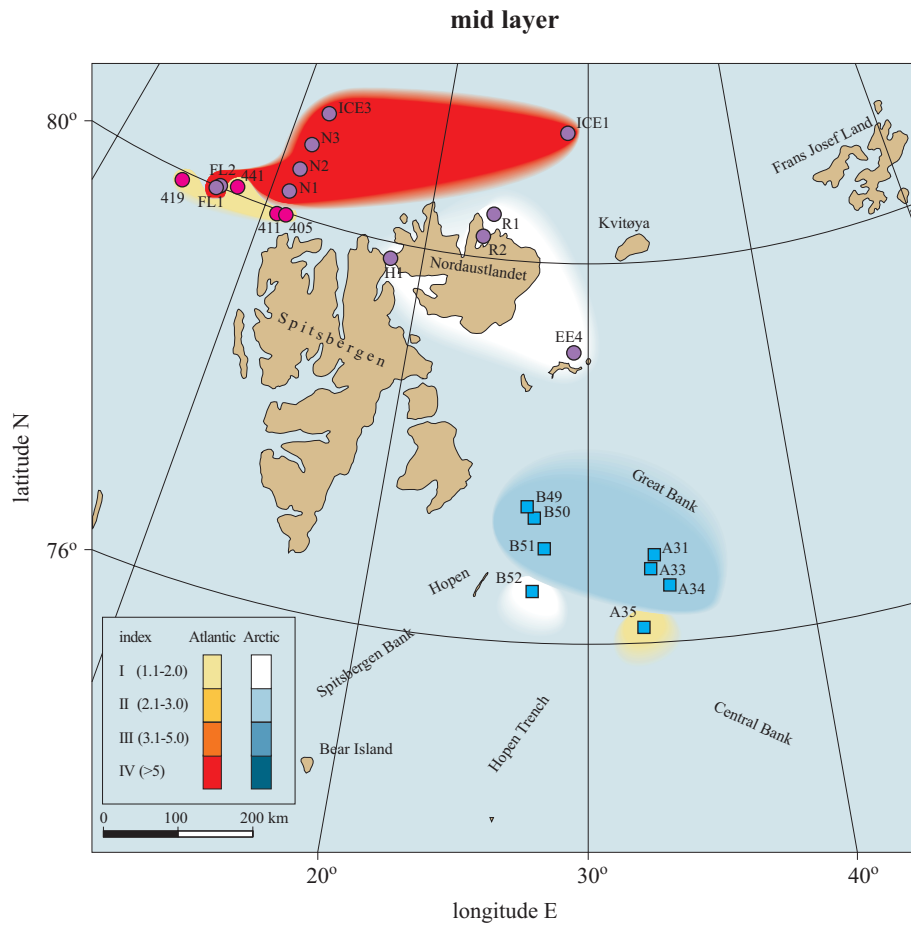 mid layer
80º
ICE3
ICE1
N3
Frans Josef Land
N2
FL2
441
N1
419
FL1
411
405
R1
Kvitøya
R2
Nordaustlandet
H1
Spitsbergen
EE4
latitude N
Great Bank
B49
B50
B51
A31
76º
A33
B52
Hopen
A34
A35
index Atlantic Arctic
I (1.1-2.0)
II (2.1-3.0)
III (3.1-5.0)
IV (>5)
Spitsbergen Bank
Hopen Trench
Central Bank
Bear Island
0 100 200 km
20º 30º 40º
longitude E